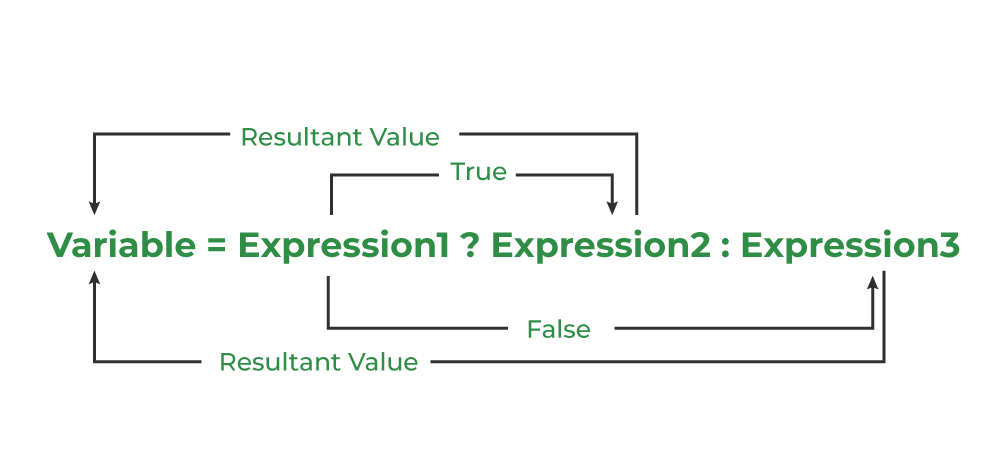 Resultant Value
True
Variable = Expression1 ? Expression2 : Expression3
False
Resultant Value